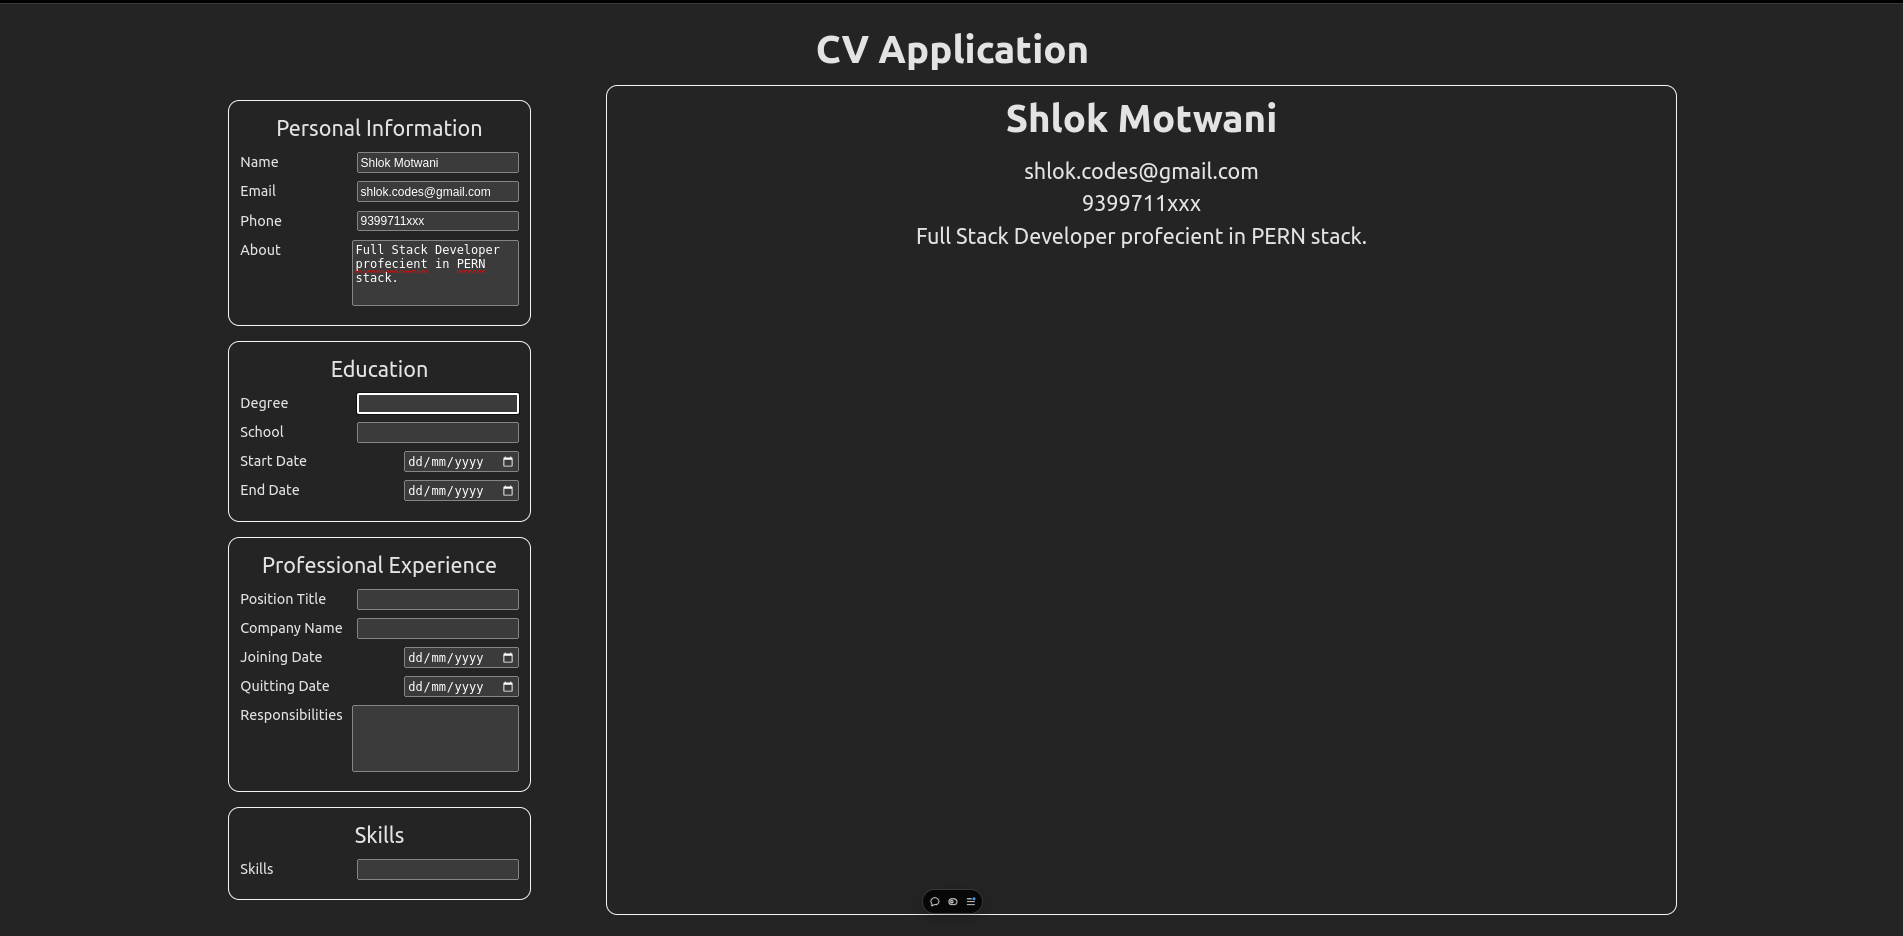 CV Application
Personal Information
Name Shlok Motwani
Email shlok.codes@gmail.com
Phone 9399711xxx
About Full Stack Developer
profecient in PERN
stack.
Education
Degree
School
Start Date dd/mm/yyyy
End Date dd/mm/yyyy
Professional Experience
Position Title
Company Name
Joining Date dd/mm/yyyy
Quitting Date dd/mm/yyyy
Responsibilities
Skills
Skills
Shlok Motwani
shlok.codes@gmail.com
9399711xxx
Full Stack Developer profecient in PERN stack.